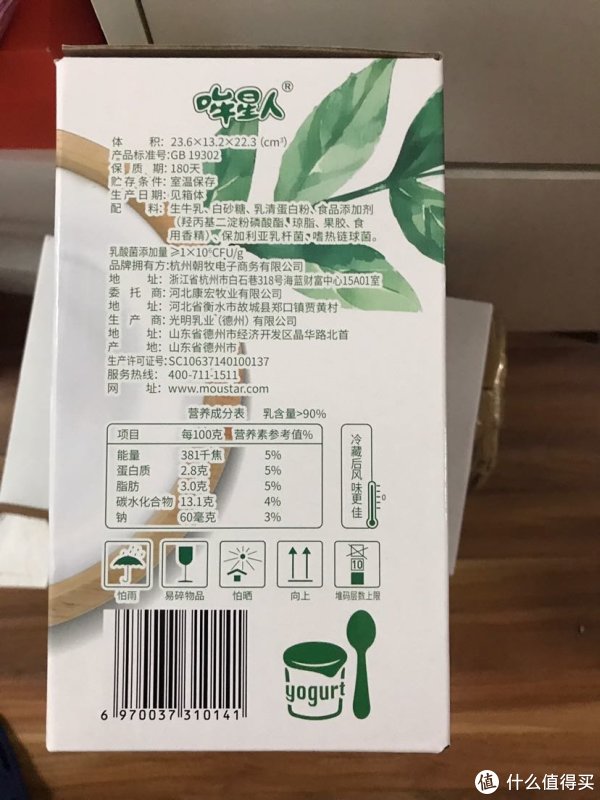 哞星人®
体积：23.6×13.2×22.3 (cm³)
产品标准号：GB 19302
保质期：180天
贮存条件：室温保存
生产日期：见箱体
配料：生牛乳、白砂糖、乳清蛋白粉、食品添加剂
（羟丙基二淀粉磷酸酯、琼脂、果胶、食
用香精）、保加利亚乳杆菌、嗜热链球菌。
乳酸菌添加量 ≥1×10⁶CFU/g
品牌拥有方：杭州朝牧电子商务有限公司
地址：浙江省杭州市白石巷318号海蓝财富中心15A01室
委托商：河北康宏牧业有限公司
地址：河北省衡水市故城县郑口镇贾黄村
生产商：光明乳业（德州）有限公司
地址：山东省德州市经济开发区晶华路北首
产地：山东省德州市
生产许可证号：SC10637140100137
服务热线：400-711-1511
网址：www.moustar.com
营养成分表 乳含量>90%
项目 每100克 营养素参考值%
能量 381千焦 5%
蛋白质 2.8克 5%
脂肪 3.0克 5%
碳水化合物 13.1克 4%
钠 60毫克 3%
冷藏后风味更佳
0
10
怕雨 易碎物品 怕晒 向上 堆码层数上限
yogurt
6 970037 310141
值 什么值得买